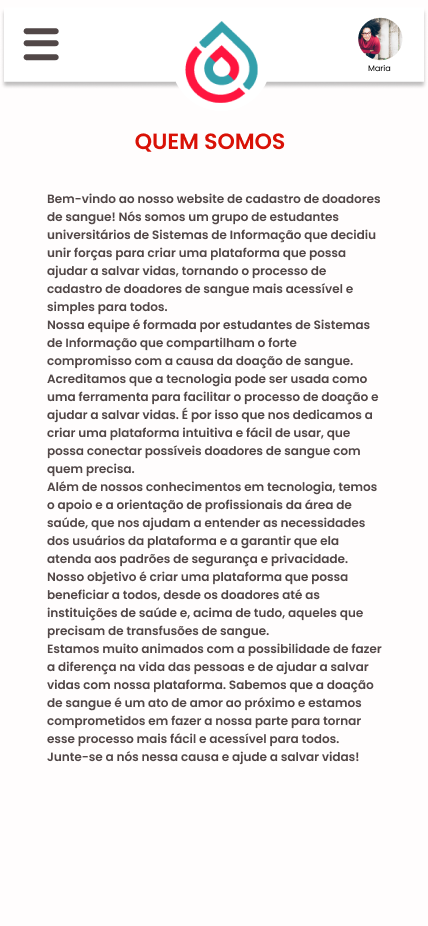 Maria
QUEM SOMOS
Bem-vindo ao nosso website de cadastro de doadores
de sangue! Nós somos um grupo de estudantes
universitários de Sistemas de Informação que decidiu
unir forças para criar uma plataforma que possa
ajudar a salvar vidas, tornando o processo de
cadastro de doadores de sangue mais acessível e
simples para todos.
Nossa equipe é formada por estudantes de Sistemas
de Informação que compartilham o forte
compromisso com a causa da doação de sangue.
Acreditamos que a tecnologia pode ser usada como
uma ferramenta para facilitar o processo de doação e
ajudar a salvar vidas. É por isso que nos dedicamos a
criar uma plataforma intuitiva e fácil de usar, que
possa conectar possíveis doadores de sangue com
quem precisa.
Além de nossos conhecimentos em tecnologia, temos
o apoio e a orientação de profissionais da área de
saúde, que nos ajudam a entender as necessidades
dos usuários da plataforma e a garantir que ela
atenda aos padrões de segurança e privacidade.
Nosso objetivo é criar uma plataforma que possa
beneficiar a todos, desde os doadores até as
instituições de saúde e, acima de tudo, aqueles que
precisam de transfusões de sangue.
Estamos muito animados com a possibilidade de fazer
a diferença na vida das pessoas e de ajudar a salvar
vidas com nossa plataforma. Sabemos que a doação
de sangue é um ato de amor ao próximo e estamos
comprometidos em fazer a nossa parte para tornar
esse processo mais fácil e acessível para todos.
Junte-se a nós nessa causa e ajude a salvar vidas!